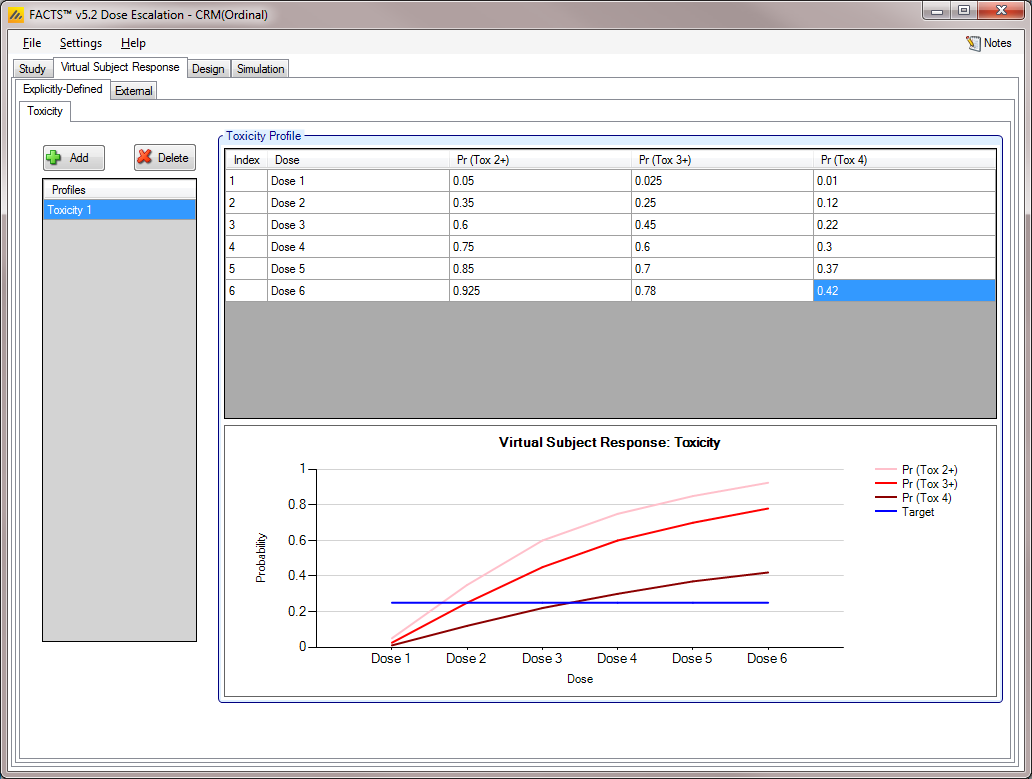 FACTS™ v5.2 Dose Escalation - CRM(Ordinal)
File Settings Help Notes
Study Virtual Subject Response Design Simulation
Explicitly-Defined External
Toxicity
Add Delete
Profiles
Toxicity 1
Toxicity Profile
Index Dose Pr (Tox 2+) Pr (Tox 3+) Pr (Tox 4)
1 Dose 1 0.05 0.025 0.01
2 Dose 2 0.35 0.25 0.12
3 Dose 3 0.6 0.45 0.22
4 Dose 4 0.75 0.6 0.3
5 Dose 5 0.85 0.7 0.37
6 Dose 6 0.925 0.78 0.42
Virtual Subject Response: Toxicity
1
0.8
0.6
0.4
0.2
0
Probability
Dose 1 Dose 2 Dose 3 Dose 4 Dose 5 Dose 6
Dose
Pr (Tox 2+)
Pr (Tox 3+)
Pr (Tox 4)
Target